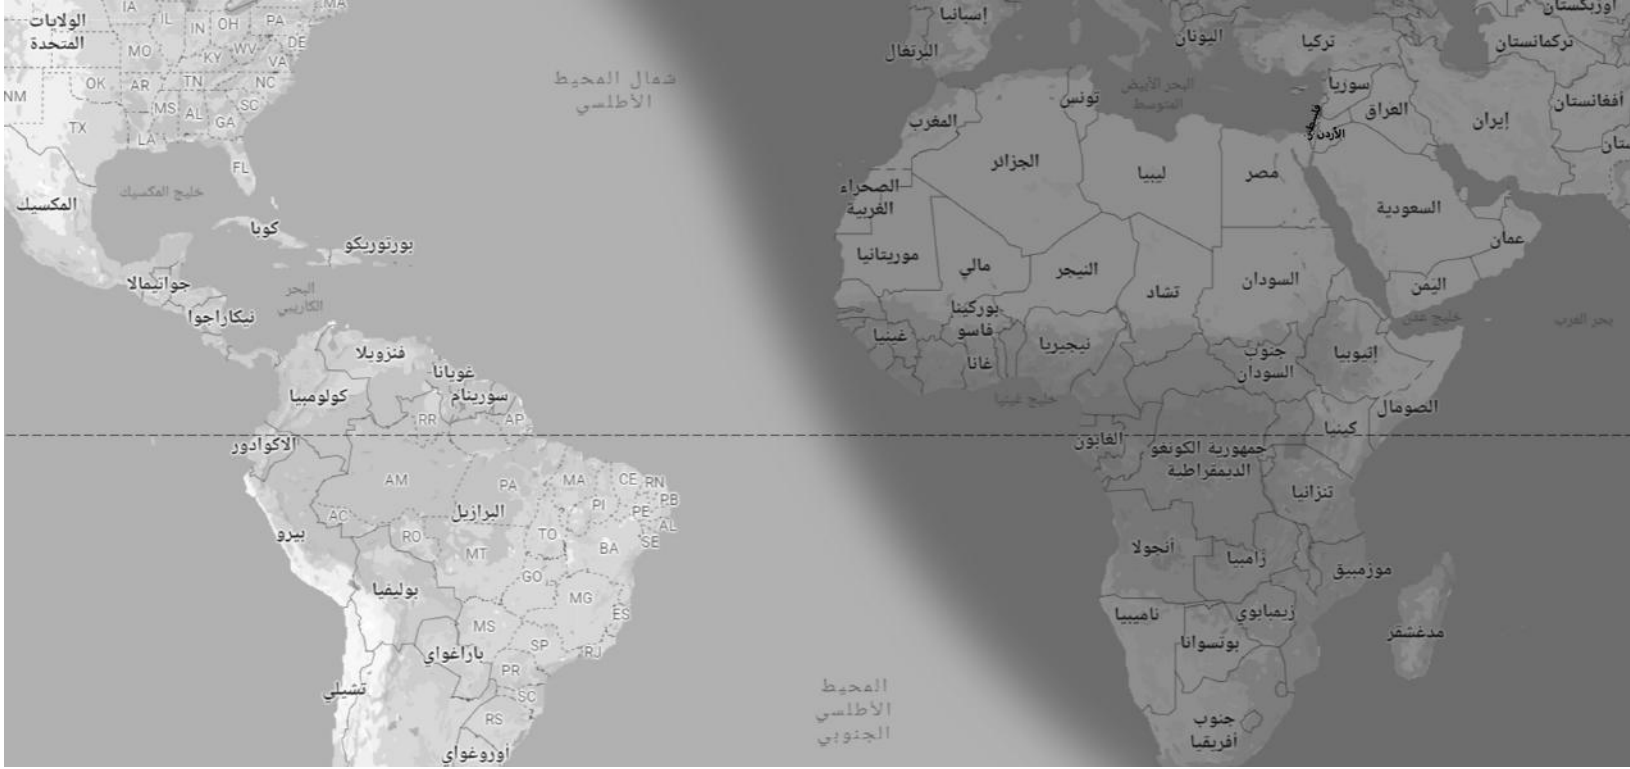 IA
IL
IN
OH
PA
MA
الولايات
المتحدة
MO
KY
WV
VA
DE
NM
OK
AR
TN
NC
TX
MS
AL
GA
SC
LA
FL
شمال المحيط
الأطلسي
خليج المكسيك
المكسيك
كوبا
بورتوريكو
جواتيمالا
البحر
الكاريبي
نيكاراجوا
فنزويلا
غويانا
سورينام
كولومبيا
RR
AP
الاكوادور
AM
PA
MA
CE
RN
PB
PI
PE
AL
SE
AC
RO
TO
BA
MT
البرازيل
بيرو
GO
MG
ES
بوليفيا
MS
SP
RJ
باراغواي
PR
SC
RS
تشيلي
أوروغواي
المحيط
الأطلسي
الجنوبي
إسبانيا
البرتغال
اليونان
تركيا
أوزبكستان
تركمانستان
البحر الأبيض
المتوسط
سوريا
العراق
إيران
أفغانستان
ستان
الأردن
تونس
المغرب
الجزائر
ليبيا
مصر
السعودية
الصحراء
الغربية
عمان
اليمن
موريتانيا
مالي
النيجر
تشاد
السودان
خليج عدن
بحر العرب
بوركينا
فاسو
غينيا
غانا
نيجيريا
جنوب
السودان
إثيوبيا
الصومال
خليج غينيا
الغابون
جمهورية الكونغو
الديمقراطية
كينيا
تنزانيا
أنجولا
زامبيا
موزمبيق
ناميبيا
زيمبابوي
بوتسوانا
مدغشقر
جنوب
أفريقيا